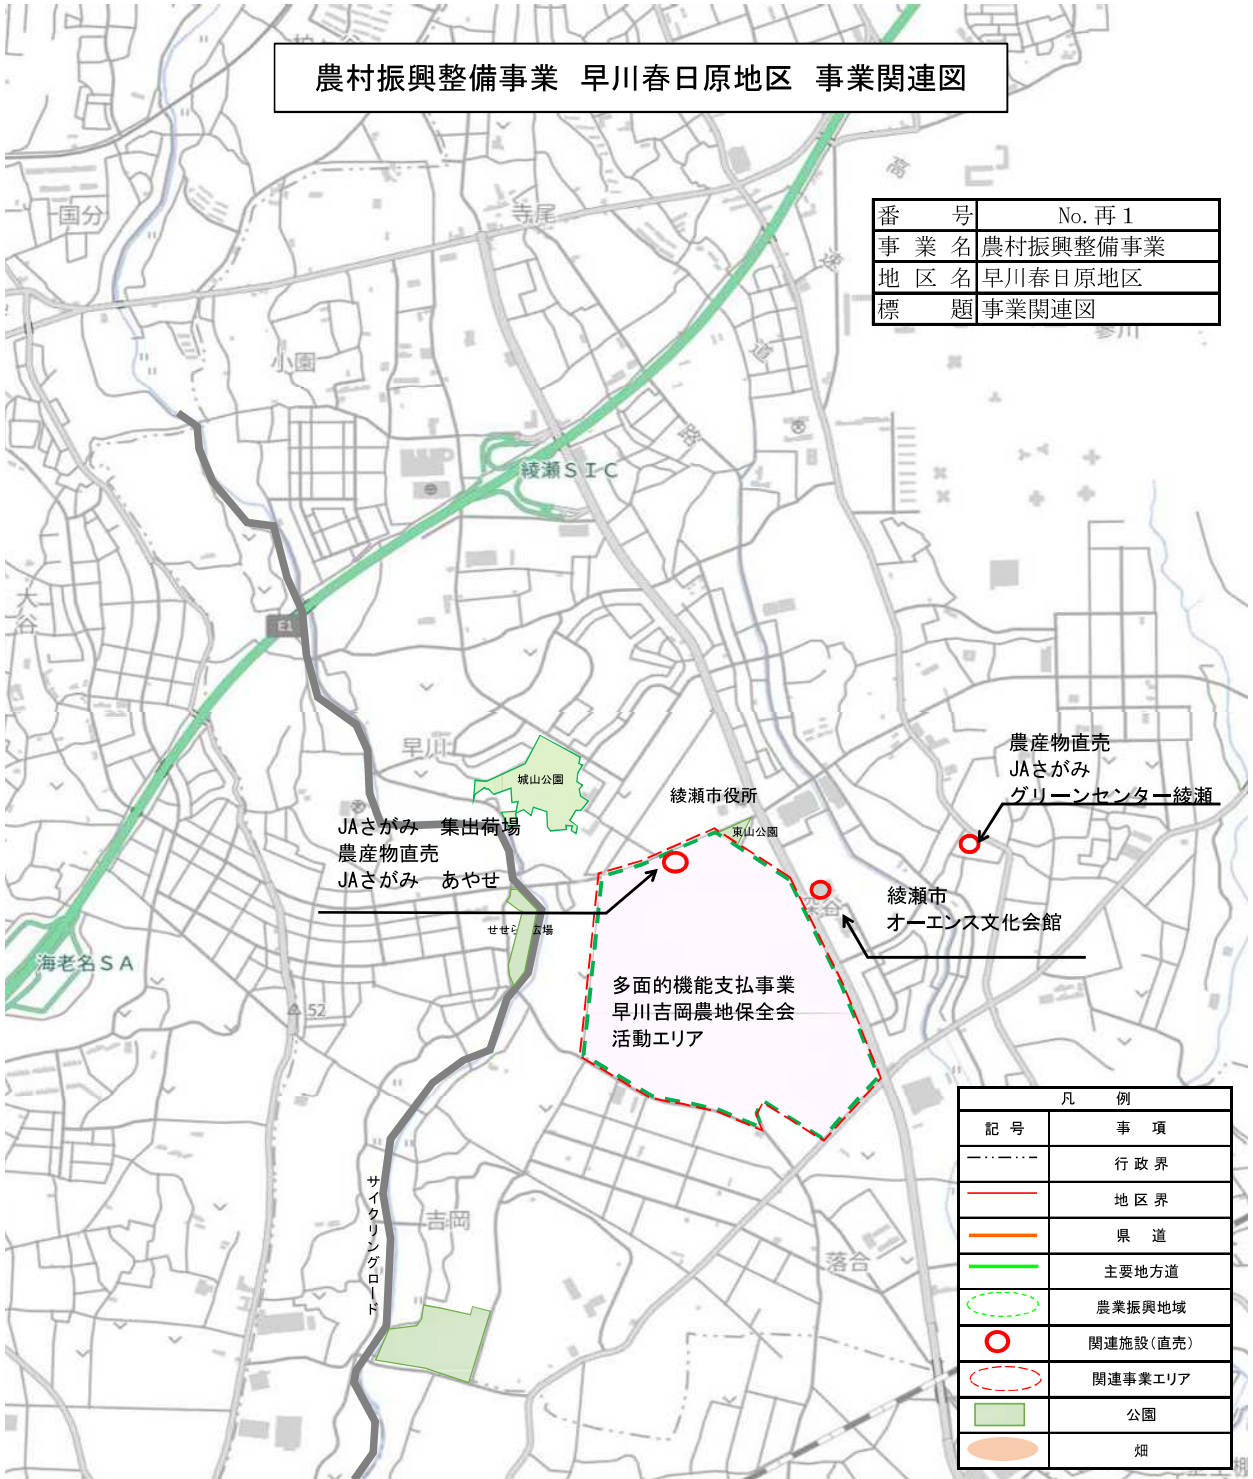 農村振興整備事業 早川春日原地区 事業関連図
番 号 No.再1
事業名 農村振興整備事業
地区名 早川春日原地区
標 題 事業関連図
国分
寺尾
高
速
道
路
蓼川
小園
綾瀬SIC
大谷
E1
早川
城山公園
綾瀬市役所
東山公園
農産物直売
JAさがみ
グリーンセンター綾瀬
JAさがみ 集出荷場
農産物直売
JAさがみ あやせ
綾瀬市
オーエンス文化会館
深谷
海老名SA
52
多面的機能支払事業
早川吉岡農地保全会
活動エリア
サイクリングロード
吉岡
落合
凡 例
記号 事項
行政界
地区界
県道
主要地方道
農業振興地域
関連施設(直売)
関連事業エリア
公園
畑